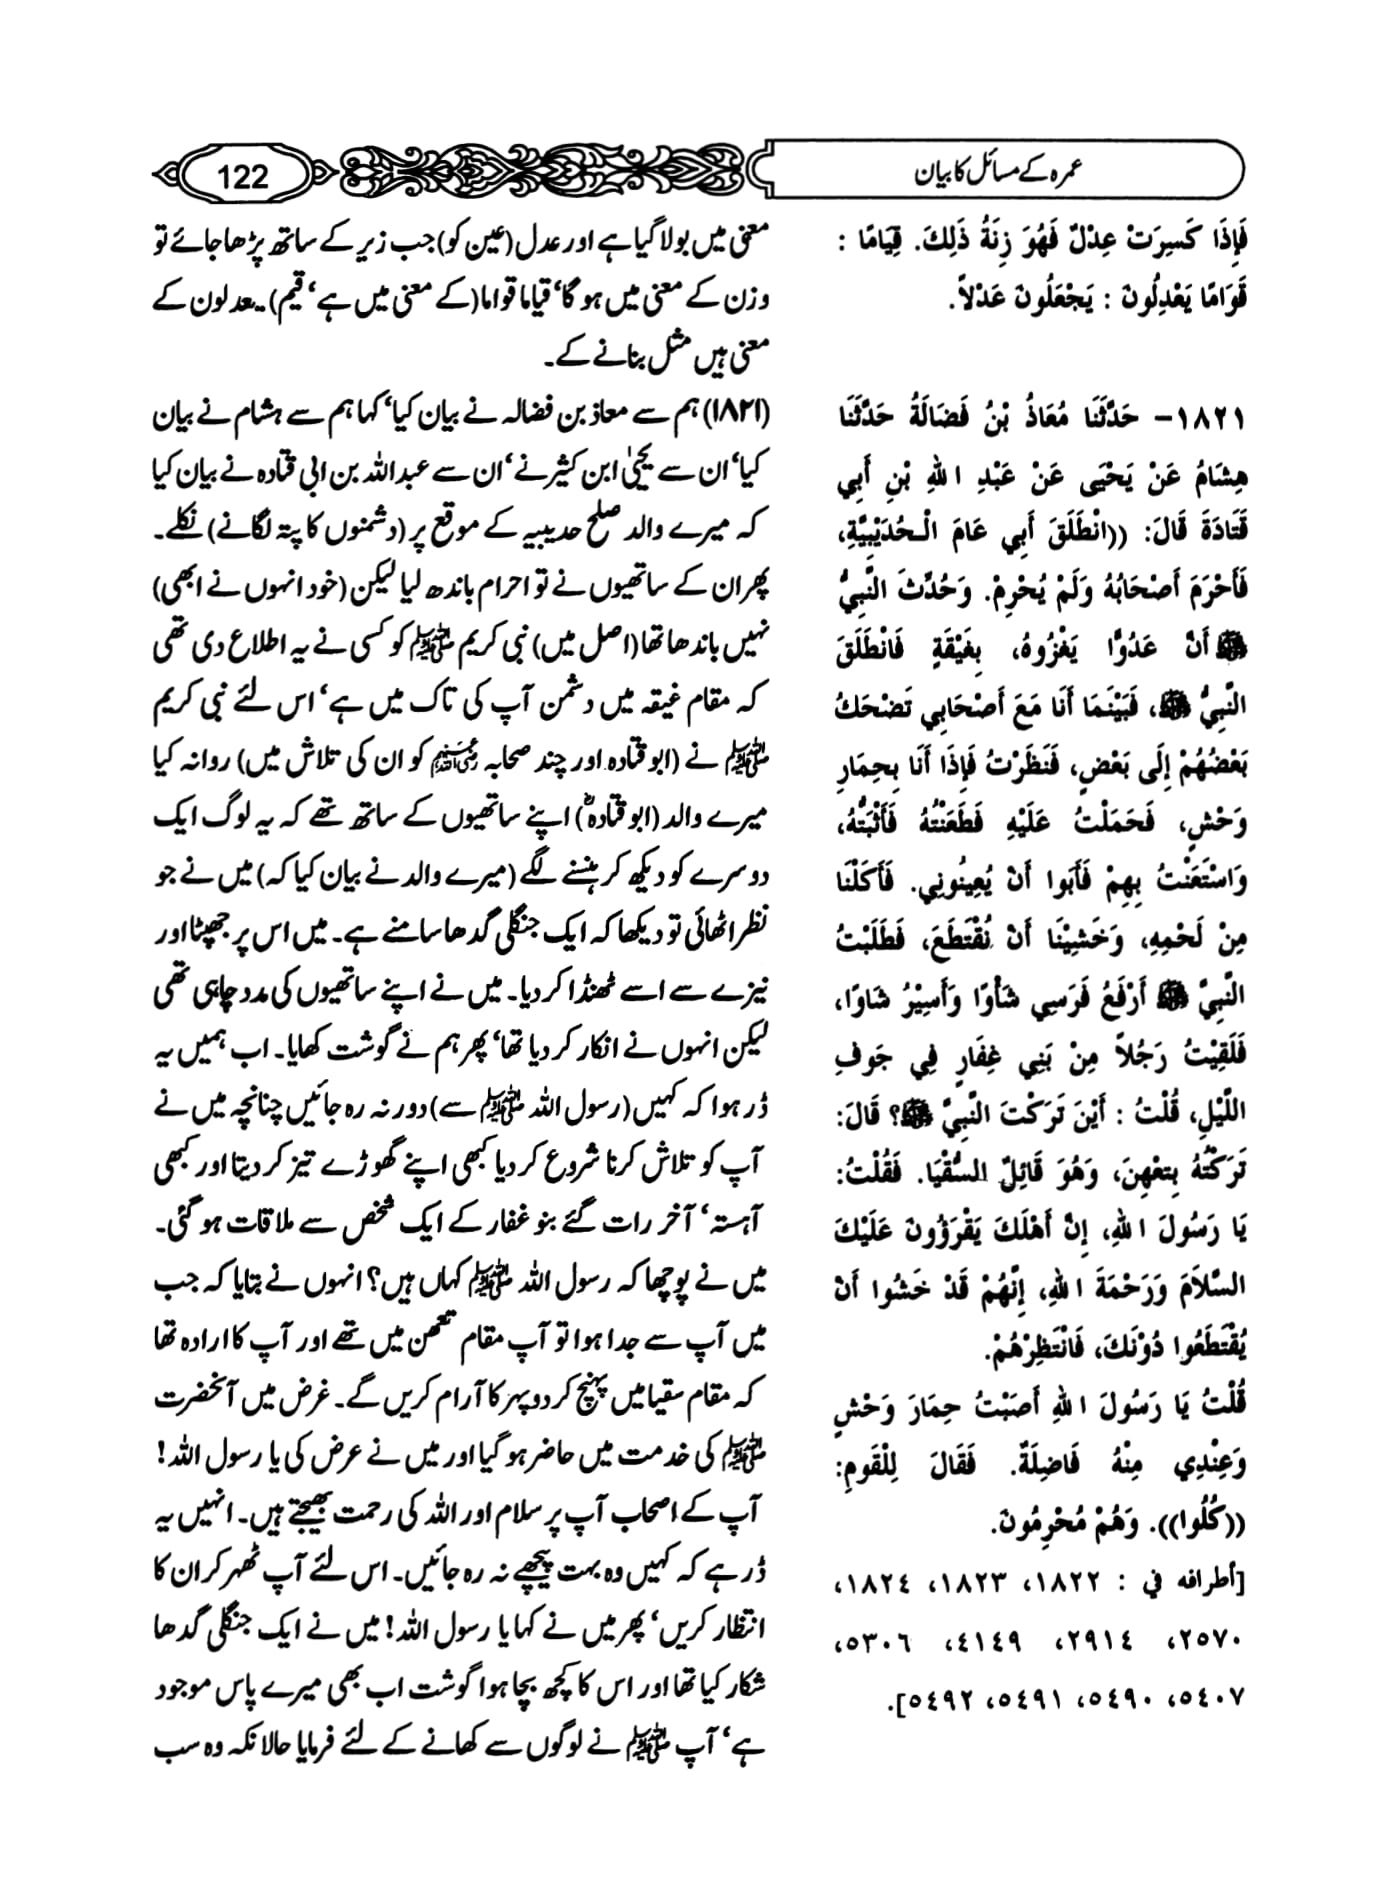 عمرہ کے مسائل کا بیان
122
فَإِذَا كَسِرَتْ عِدْلٌ فَهُوَ زِنَةُ ذَلِكَ. قِيَامًا :
قَوَامًا يَعْدِلُونَ : يَجْعَلُونَ عَدْلاً.
١٨٢١– حَدَّثَنَا مُعَاذُ بْنُ فَضَالَةُ حَدَّثَنَا
هِشَامُ عَنْ يَحْيَى عَنْ عَبْدِ اللهِ بْنِ أَبِي
قَتَادَةَ قَالَ: ((انْطَلَقَ أَبِي عَامَ الْحُدَيْبِيَّةِ،
فَأَحْرَمَ أَصْحَابُهُ وَلَمْ يُحْرِمْ. وَحُدِّثَ النَّبِيُّ
ﷺ أَنَّ عَدُوًّا يَغْزُوهُ، بِغَيْقَةٍ فَانْطَلَقَ
النَّبِيُّ ﷺ، فَبَيْنَمَا أَنَا مَعَ أَصْحَابِي تَضْحَكُ
بَعْضُهُمْ إِلَى بَعْضٍ، فَنَظَرْتُ فَإِذَا أَنَا بِحِمَارِ
وَحْشٍ، فَحَمَلْتُ عَلَيْهِ فَطَعَنْتُهُ فَأَثْبَتُّهُ،
وَاسْتَعَنْتُ بِهِمْ فَأَبَوا أَنْ يُعِينُونِي. فَأَكَلْنَا
مِنْ لَحْمِهِ، وَخَشِيْنَا أَنْ نُقْتَطَعَ، فَطَلَبْتُ
النَّبِيَّ ﷺ أَرْفَعُ فَرَسِي شَأْوًا وَأَسِيْرُ شَاوًا،
فَلَقِيْتُ رَجُلاً مِنْ بَنِي غِفَارٍ فِي جَوفِ
اللَّيْلِ، قُلْتُ : أَيْنَ تَرَكْتَ النَّبِيَّ ﷺ؟ قَالَ:
تَرَكْتُهُ بِتَعْهِنَ، وَهُوَ قَائِلٌ السُّقْيَا. فَقُلْتُ:
يَا رَسُولَ اللهِ، إِنَّ أَهْلَكَ يَقْرَؤُونَ عَلَيْكَ
السَّلاَمَ وَرَحْمَةَ اللهِ، إِنَّهُمْ قَدْ خَشُوا أَنْ
يُقْتَطَعُوا دُوْنَكَ، فَانْتَظِرْهُمْ.
قُلْتُ يَا رَسُولَ اللهِ أَصَبْتُ حِمَارَ وَحْشٍ
وَعِنْدِي مِنْهُ فَاضِلَةٌ. فَقَالَ لِلْقَومِ:
((كُلُوا)). وَهُمْ مُحْرِمُونَ.
[أطرافه في : ١٨٢٢، ١٨٢٣، ١٨٢٤،
٢٥٧٠، ٢٩١٤، ٤١٤٩، ٥٣٠٦،
٥٤٠٧، ٥٤٩٠، ٥٤٩١، ٥٤٩٢].
معنی میں بولا گیا ہے اور عدل (عین کو) جب زیر کے ساتھ پڑھا جائے تو
وزن کے معنی میں ہو گا‘ قیاما قواما (کے معنی میں ہے‘ قیم) یعدلون کے
معنی ہیں مثل بنانے کے۔
(۱۸۲۱) ہم سے معاذ بن فضالہ نے بیان کیا‘ کہا ہم سے ہشام نے بیان
کیا‘ ان سے یحییٰ ابن کثیر نے‘ ان سے عبداللہ بن ابی قتادہ نے بیان کیا
کہ میرے والد صلح حدیبیہ کے موقع پر (دشمنوں کا پتہ لگانے) نکلے۔
پھر ان کے ساتھیوں نے تو احرام باندھ لیا لیکن (خود انہوں نے ابھی)
نہیں باندھا تھا (اصل میں) نبی کریم ﷺ کو کسی نے یہ اطلاع دی تھی
کہ مقام غیقہ میں دشمن آپ کی تاک میں ہے‘ اس لئے نبی کریم
ﷺ نے (ابو قتادہ اور چند صحابہ رضی اللہ عنہم کو ان کی تلاش میں) روانہ کیا
میرے والد (ابو قتادہؓ) اپنے ساتھیوں کے ساتھ تھے کہ یہ لوگ ایک
دوسرے کو دیکھ کر ہنسنے لگے (میرے والد نے بیان کیا کہ) میں نے جو
نظر اٹھائی تو دیکھا کہ ایک جنگلی گدھا سامنے ہے۔ میں اس پر جھپٹا اور
نیزے سے اسے ٹھنڈا کر دیا۔ میں نے اپنے ساتھیوں کی مدد چاہی تھی
لیکن انہوں نے انکار کر دیا تھا‘ پھر ہم نے گوشت کھایا۔ اب ہمیں یہ
ڈر ہوا کہ کہیں (رسول اللہ ﷺ سے) دور نہ رہ جائیں چنانچہ میں نے
آپ کو تلاش کرنا شروع کر دیا کبھی اپنے گھوڑے تیز کر دیتا اور کبھی
آہستہ‘ آخر رات گئے بنو غفار کے ایک شخص سے ملاقات ہو گئی۔
میں نے پوچھا کہ رسول اللہ ﷺ کہاں ہیں؟ انہوں نے بتایا کہ جب
میں آپ سے جدا ہوا تو آپ مقام تعھن میں تھے اور آپ کا ارادہ تھا
کہ مقام سقیا میں پہنچ کر دوپہر کا آرام کریں گے۔ غرض میں آنحضرت
ﷺ کی خدمت میں حاضر ہو گیا اور میں نے عرض کی یا رسول اللہ!
آپ کے اصحاب آپ پر سلام اور اللہ کی رحمت بھیجتے ہیں۔ انہیں یہ
ڈر ہے کہ کہیں وہ بہت پیچھے نہ رہ جائیں۔ اس لئے آپ ٹھہر کر ان کا
انتظار کریں‘ پھر میں نے کہا یا رسول اللہ! میں نے ایک جنگلی گدھا
شکار کیا تھا اور اس کا کچھ بچا ہوا گوشت اب بھی میرے پاس موجود
ہے‘ آپ ﷺ نے لوگوں سے کھانے کے لئے فرمایا حالانکہ وہ سب